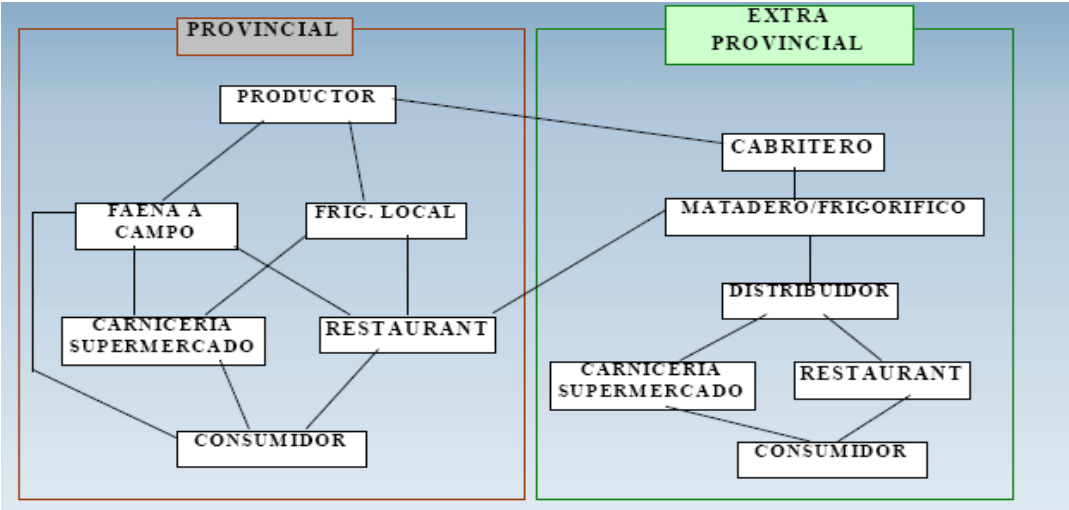 PROVINCIAL
PRODUCTOR
FAENA A
CAMPO
FRIG. LOCAL
CARNICERIA
SUPERMERCADO
RESTAURANT
CONSUMIDOR
EXTRA
PROVINCIAL
CABRITERO
MATADERO/FRIGORIFICO
DISTRIBUIDOR
CARNICERIA
SUPERMERCADO
RESTAURANT
CONSUMIDOR